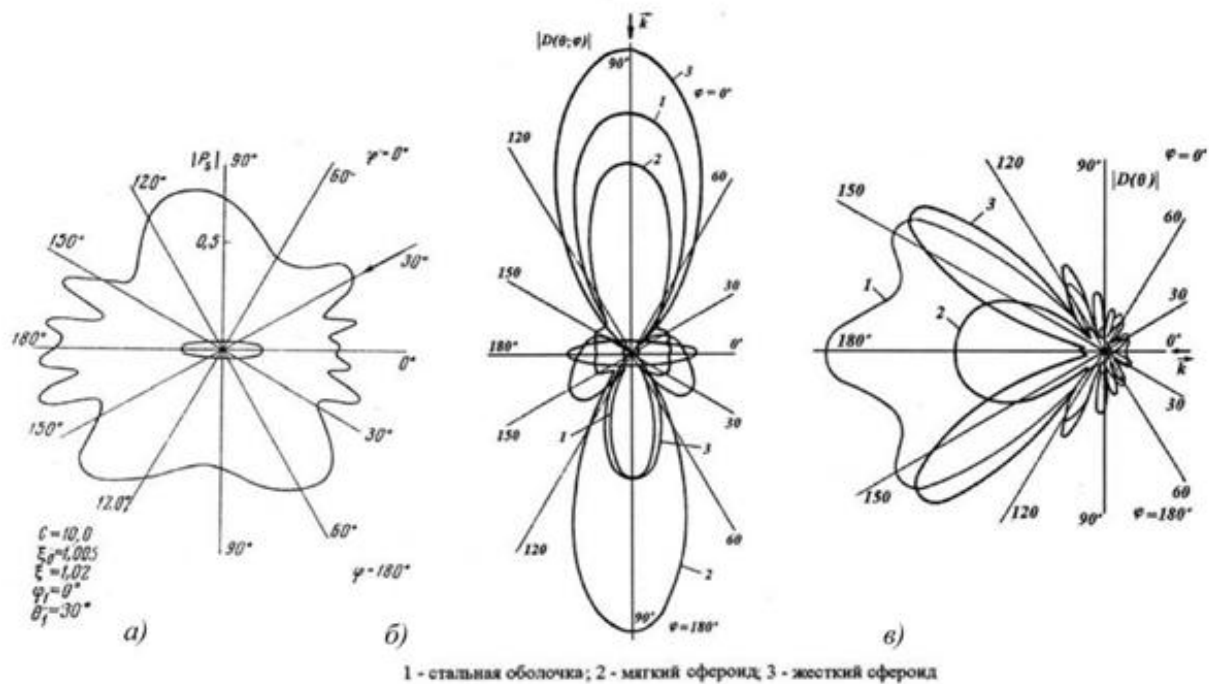 |Pₛ|
90°
φ=0°
120°
60°
150°
0,5
30°
180°
0°
150°
30°
120°
60°
90°
φ=180°
C=10,0
ξ₀=1,005
ξ=1,02
φ₁=0°
θ₁=30°
а)
k
|D(θ;φ)|
90°
3
φ=0°
1
120
2
60
150
30
180°
0°
150
30
1
3
120
60
2
90°
φ=180°
б)
120
90°
φ=0°
|D(θ)|
150
3
60
1
2
30
180°
0°
k
30
150
60
120
90°
φ=180°
в)
1 - стальная оболочка; 2 - мягкий сфероид; 3 - жесткий сфероид